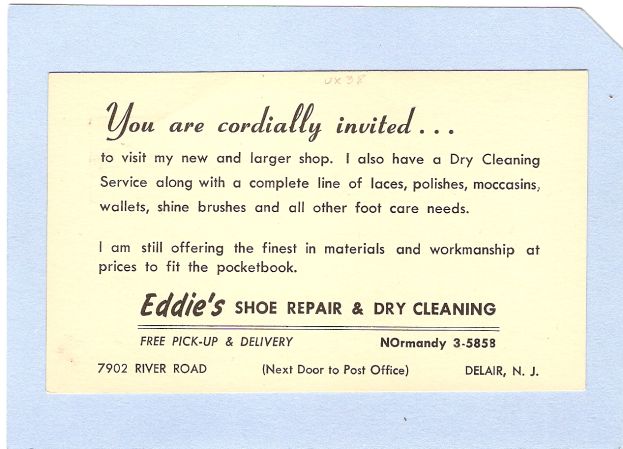 ux38
You are cordially invited...
to visit my new and larger shop. I also have a Dry Cleaning
Service along with a complete line of laces, polishes, moccasins,
wallets, shine brushes and all other foot care needs.
I am still offering the finest in materials and workmanship at
prices to fit the pocketbook.
Eddie's SHOE REPAIR & DRY CLEANING
FREE PICK-UP & DELIVERY NOrmandy 3-5858
7902 RIVER ROAD (Next Door to Post Office) DELAIR, N. J.